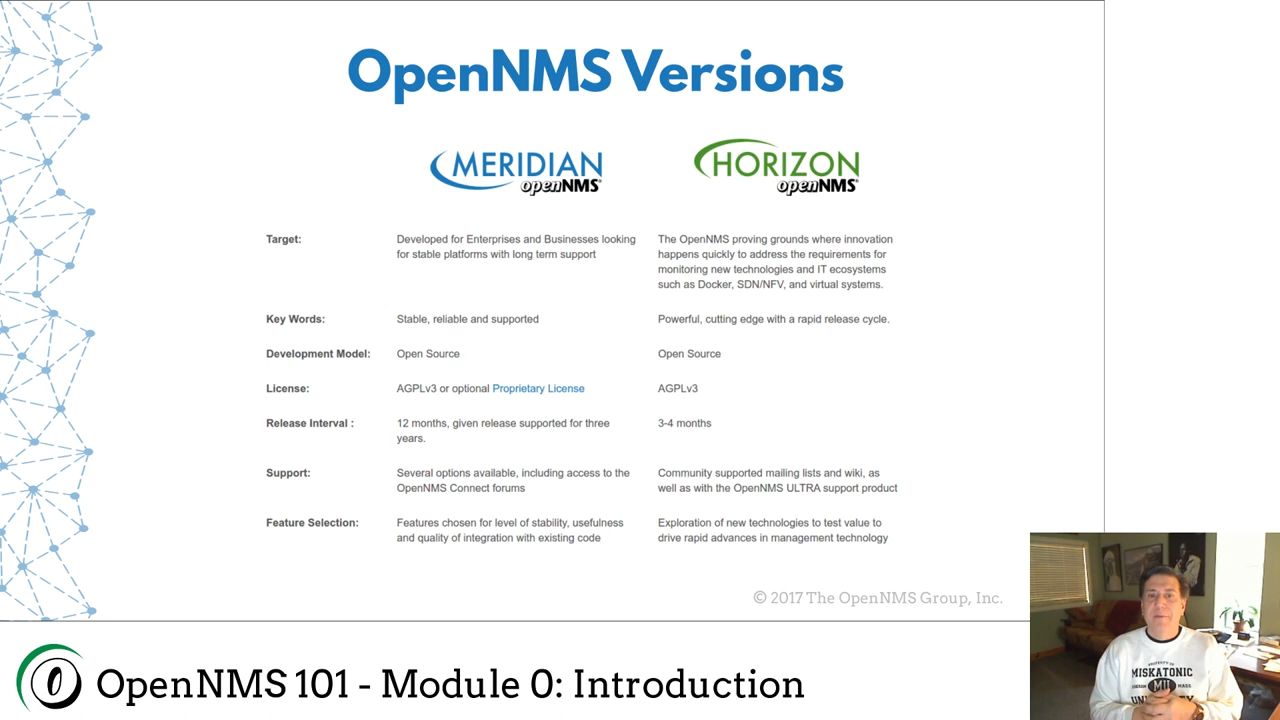 OpenNMS Versions
MERIDIAN
openNMS®
HORIZON
openNMS®
Target:
Developed for Enterprises and Businesses looking
for stable platforms with long term support
The OpenNMS proving grounds where innovation
happens quickly to address the requirements for
monitoring new technologies and IT ecosystems
such as Docker, SDN/NFV, and virtual systems.
Key Words:
Stable, reliable and supported
Powerful, cutting edge with a rapid release cycle.
Development Model:
Open Source
Open Source
License:
AGPLv3 or optional Proprietary License
AGPLv3
Release Interval :
12 months, given release supported for three
years.
3-4 months
Support:
Several options available, including access to the
OpenNMS Connect forums
Community supported mailing lists and wiki, as
well as with the OpenNMS ULTRA support product
Feature Selection:
Features chosen for level of stability, usefulness
and quality of integration with existing code
Exploration of new technologies to test value to
drive rapid advances in management technology
© 2017 The OpenNMS Group, Inc.
PROPERTY OF
MISKATONIC
MU
MASS.
OpenNMS 101 - Module 0: Introduction